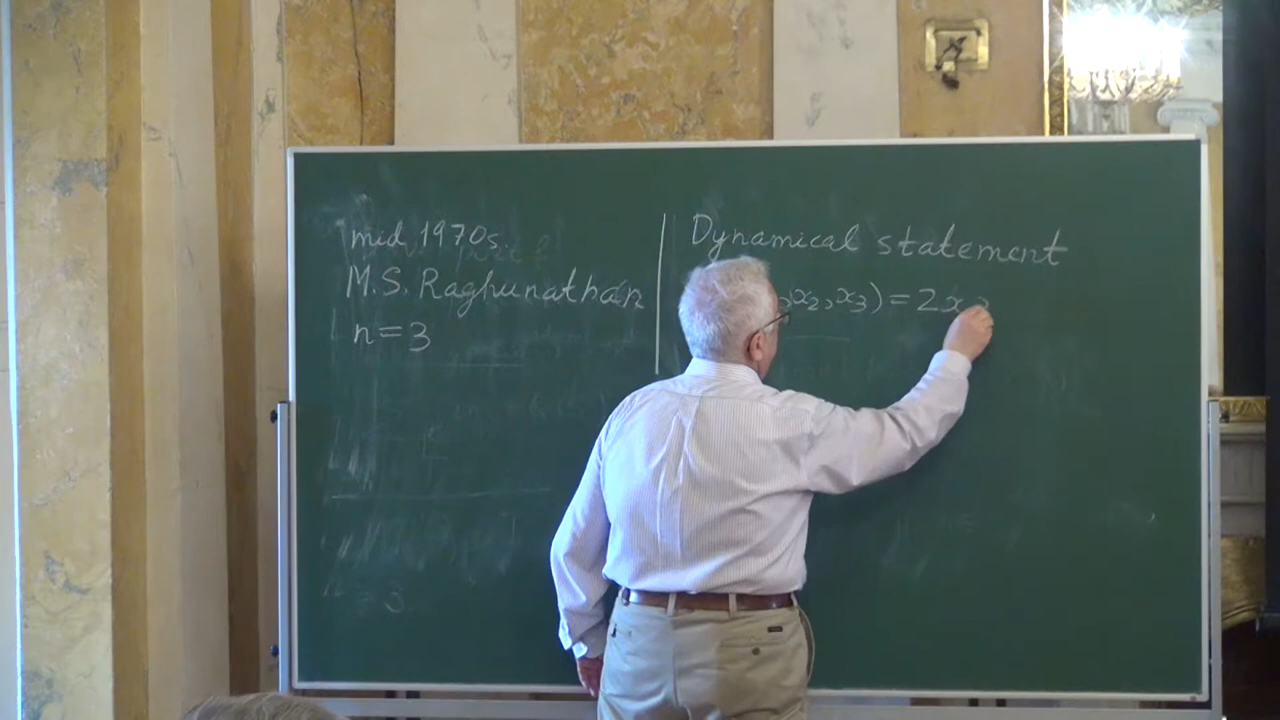 mid 1970s.
M.S. Raghunathan
n=3
Dynamical statement
x₂,x₃)=2x